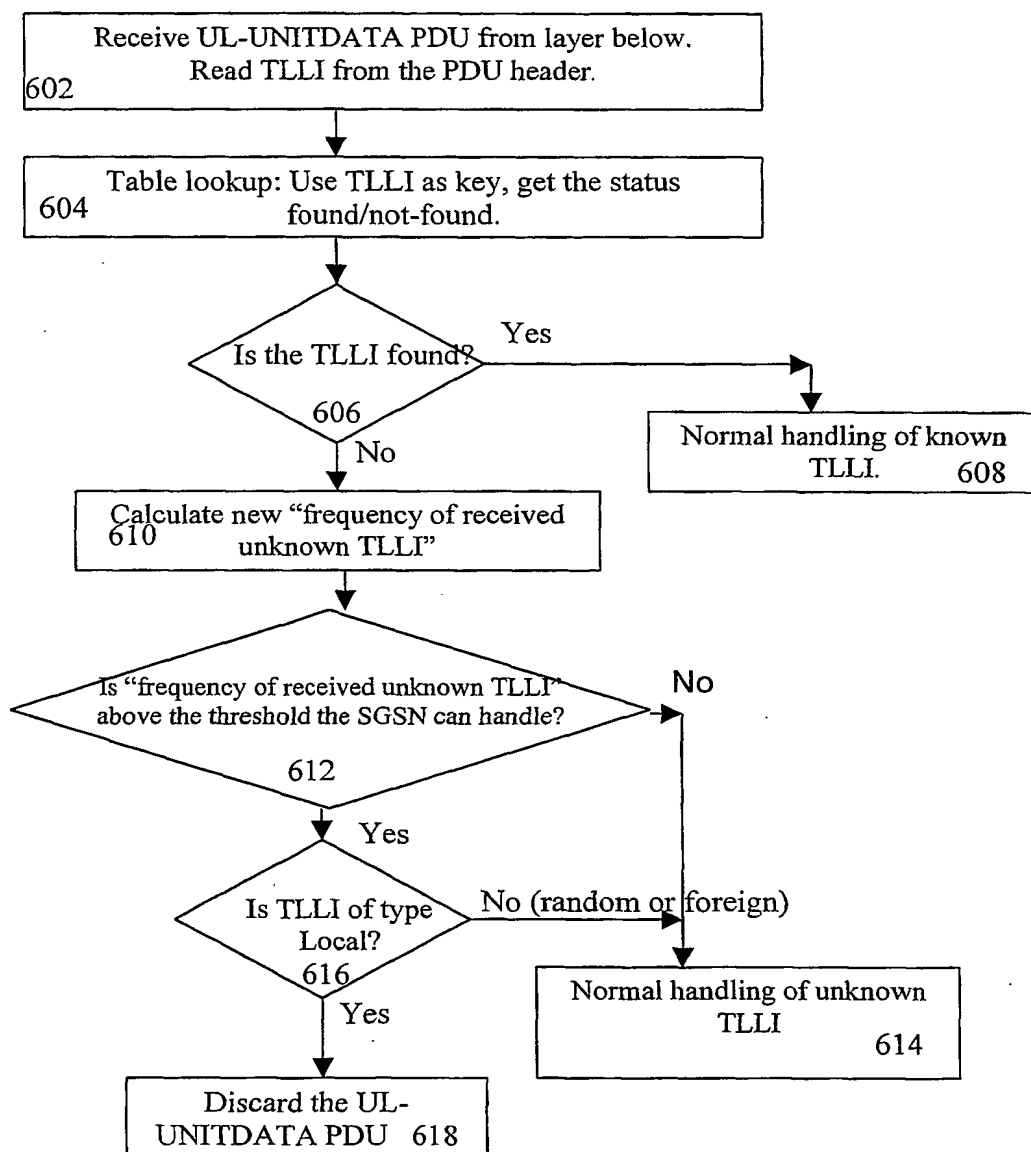 Receive UL-UNITDATA PDU from layer below.
Read TLLI from the PDU header.
602
Table lookup: Use TLLI as key, get the status
604
found/not-found.
Yes
Is the TLLI found?
606
No
Normal handling of known
TLLI.
608
Calculate new “frequency of received
610
unknown TLLI”
Is “frequency of received unknown TLLI”
above the threshold the SGSN can handle?
No
612
Yes
No (random or foreign)
Is TLLI of type
Local?
616
Yes
Normal handling of unknown
TLLI
614
Discard the UL-
UNITDATA PDU 618